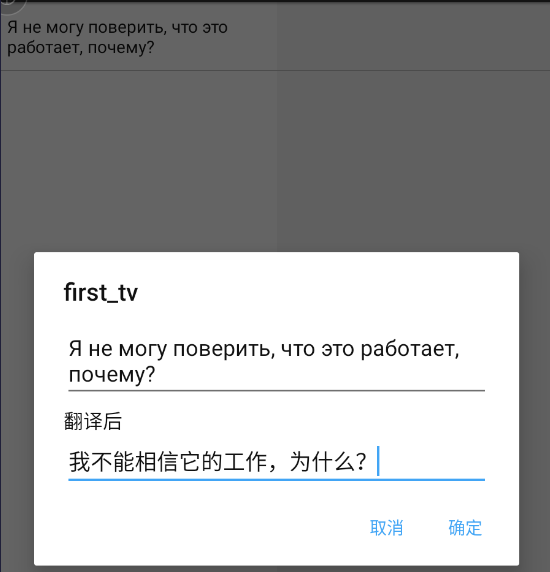 Я не могу поверить, что это
работает, почему?
first_tv
Я не могу поверить, что это работает,
почему?
翻译后
我不能相信它的工作，为什么？
取消 确定